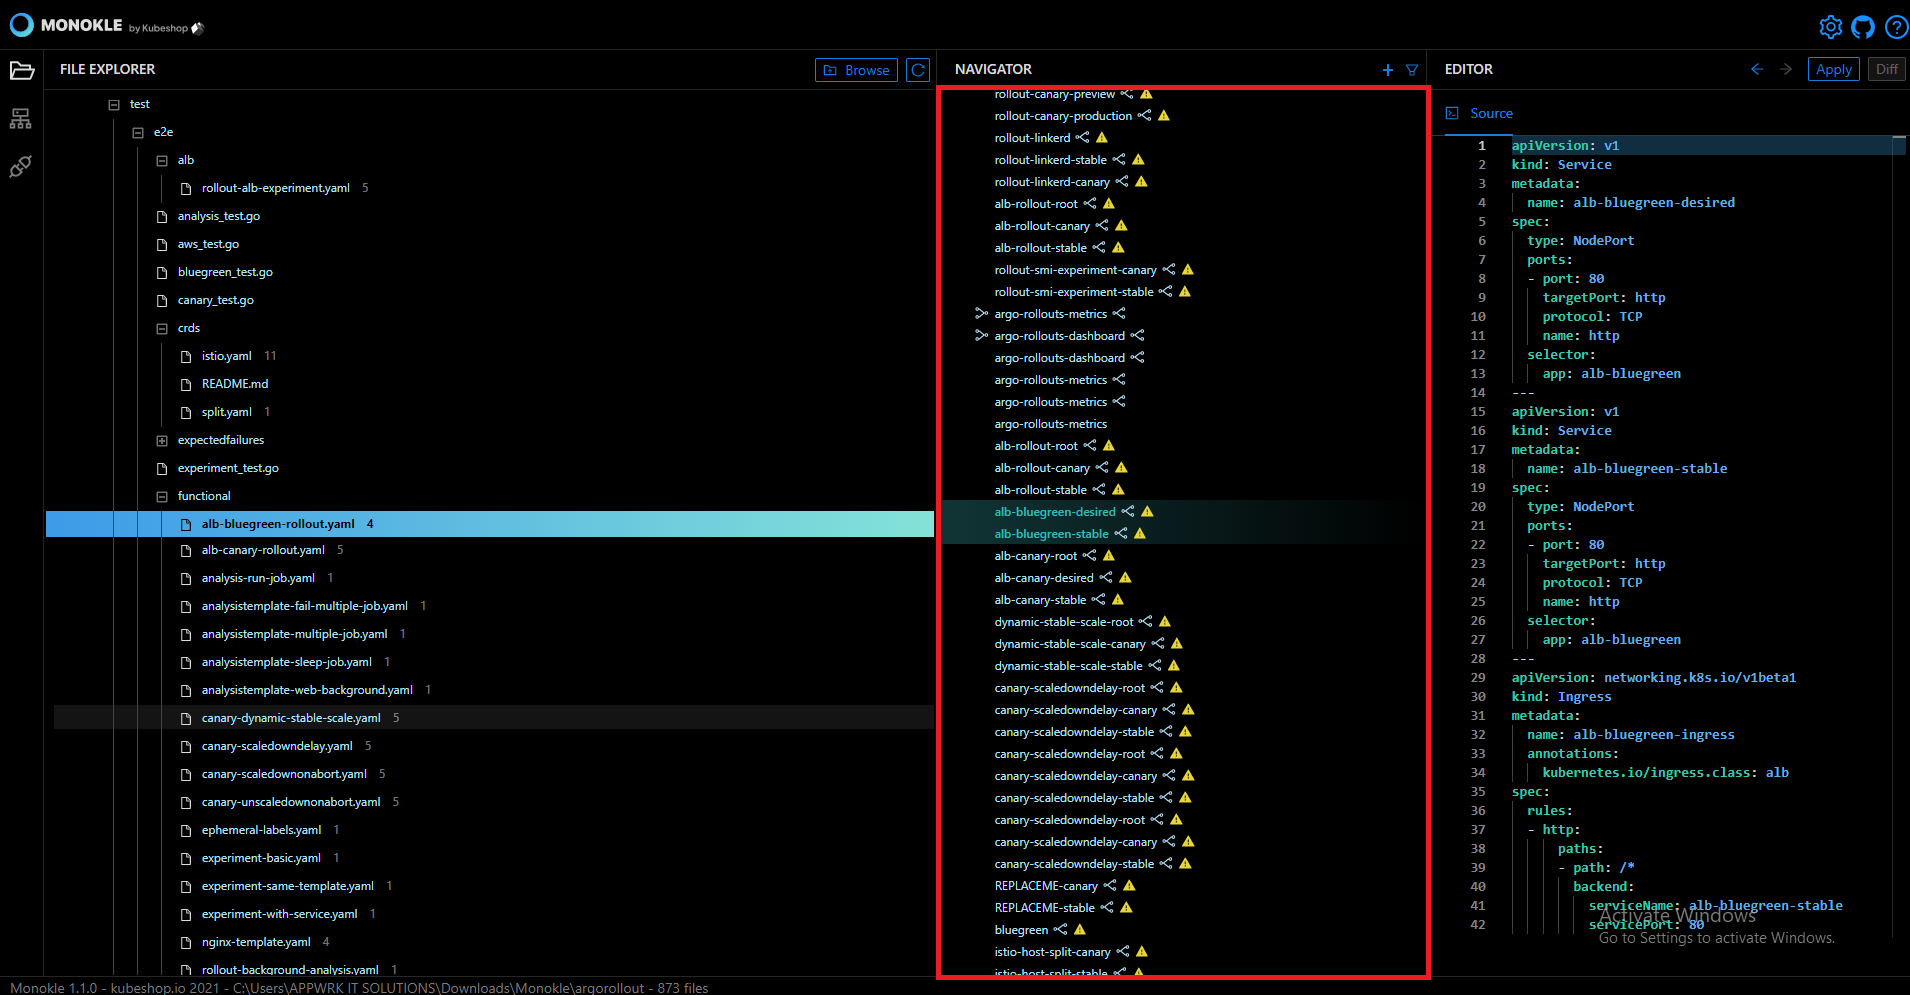 MONOKLE by Kubeshop
FILE EXPLORER
Browse
test
e2e
alb
rollout-alb-experiment.yaml 5
analysis_test.go
aws_test.go
bluegreen_test.go
canary_test.go
crds
istio.yaml 11
README.md
split.yaml 1
expectedfailures
experiment_test.go
functional
alb-bluegreen-rollout.yaml 4
alb-canary-rollout.yaml 5
analysis-run-job.yaml 1
analysistemplate-fail-multiple-job.yaml 1
analysistemplate-multiple-job.yaml 1
analysistemplate-sleep-job.yaml 1
analysistemplate-web-background.yaml 1
canary-dynamic-stable-scale.yaml 5
canary-scaledowndelay.yaml 5
canary-scaledownonabort.yaml 5
canary-unscaledownonabort.yaml 5
ephemeral-labels.yaml 1
experiment-basic.yaml 1
experiment-same-template.yaml 1
experiment-with-service.yaml 1
nginx-template.yaml 4
rollout-background-analysis.yaml 1
NAVIGATOR
rollout-canary-preview
rollout-canary-production
rollout-linkerd
rollout-linkerd-stable
rollout-linkerd-canary
alb-rollout-root
alb-rollout-canary
alb-rollout-stable
rollout-smi-experiment-canary
rollout-smi-experiment-stable
argo-rollouts-metrics
argo-rollouts-dashboard
argo-rollouts-dashboard
argo-rollouts-metrics
argo-rollouts-metrics
argo-rollouts-metrics
alb-rollout-root
alb-rollout-canary
alb-rollout-stable
alb-bluegreen-desired
alb-bluegreen-stable
alb-canary-root
alb-canary-desired
alb-canary-stable
dynamic-stable-scale-root
dynamic-stable-scale-canary
dynamic-stable-scale-stable
canary-scaledowndelay-root
canary-scaledowndelay-canary
canary-scaledowndelay-stable
canary-scaledowndelay-root
canary-scaledowndelay-canary
canary-scaledowndelay-stable
canary-scaledowndelay-root
canary-scaledowndelay-canary
canary-scaledowndelay-stable
REPLACEME-canary
REPLACEME-stable
bluegreen
istio-host-split-canary
istio-host-split-stable
EDITOR
Apply Diff
Source
1 apiVersion: v1
2 kind: Service
3 metadata:
4 name: alb-bluegreen-desired
5 spec:
6 type: NodePort
7 ports:
8 - port: 80
9 targetPort: http
10 protocol: TCP
11 name: http
12 selector:
13 app: alb-bluegreen
14 ---
15 apiVersion: v1
16 kind: Service
17 metadata:
18 name: alb-bluegreen-stable
19 spec:
20 type: NodePort
21 ports:
22 - port: 80
23 targetPort: http
24 protocol: TCP
25 name: http
26 selector:
27 app: alb-bluegreen
28 ---
29 apiVersion: networking.k8s.io/v1beta1
30 kind: Ingress
31 metadata:
32 name: alb-bluegreen-ingress
33 annotations:
34 kubernetes.io/ingress.class: alb
35 spec:
36 rules:
37 - http:
38 paths:
39 - path: /*
40 backend:
41 serviceName: alb-bluegreen-stable
42 servicePort: 80
Activate Windows
Go to Settings to activate Windows.
Monokle 1.1.0 - kubeshop.io 2021 - C:\Users\APPWRK IT SOLUTIONS\Downloads\Monokle\argorollout - 873 files